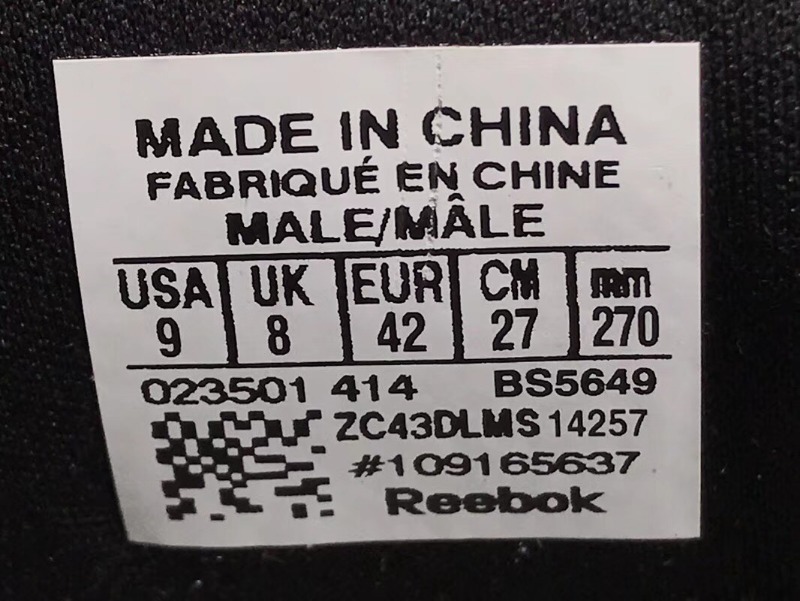 MADE IN CHINA
FABRIQUÉ EN CHINE
MALE/MÂLE
USA UK EUR CM mm
9 8 42 27 270
023501 414 BS5649
ZC43DLMS 14257
#109165637
Reebok